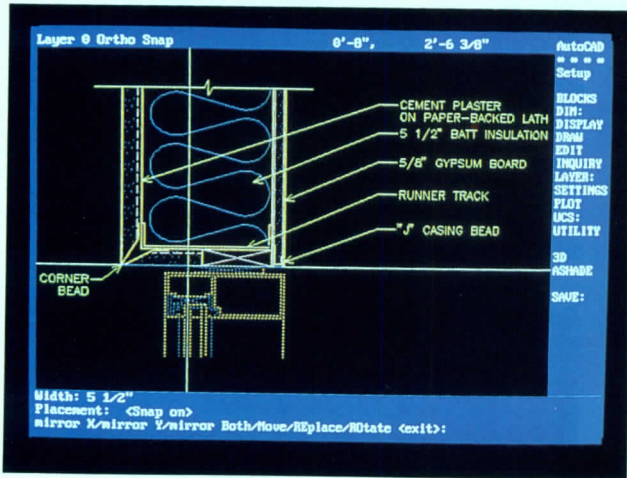 Layer 0 Ortho Snap
0'-8", 2'-6 3/8"
AutoCAD
* * * *
Setup
BLOCKS
DIM:
DISPLAY
DRAW
EDIT
INQUIRY
LAYER:
SETTINGS
PLOT
UCS:
UTILITY
3D
ASHADE
SAVE:
CEMENT PLASTER
ON PAPER-BACKED LATH
5 1/2" BATT INSULATION
5/8" GYPSUM BOARD
RUNNER TRACK
"J" CASING BEAD
CORNER
BEAD
Width: 5 1/2"
Placement: <Snap on>
mirror X/mirror Y/mirror Both/Move/REplace/ROtate <exit>: